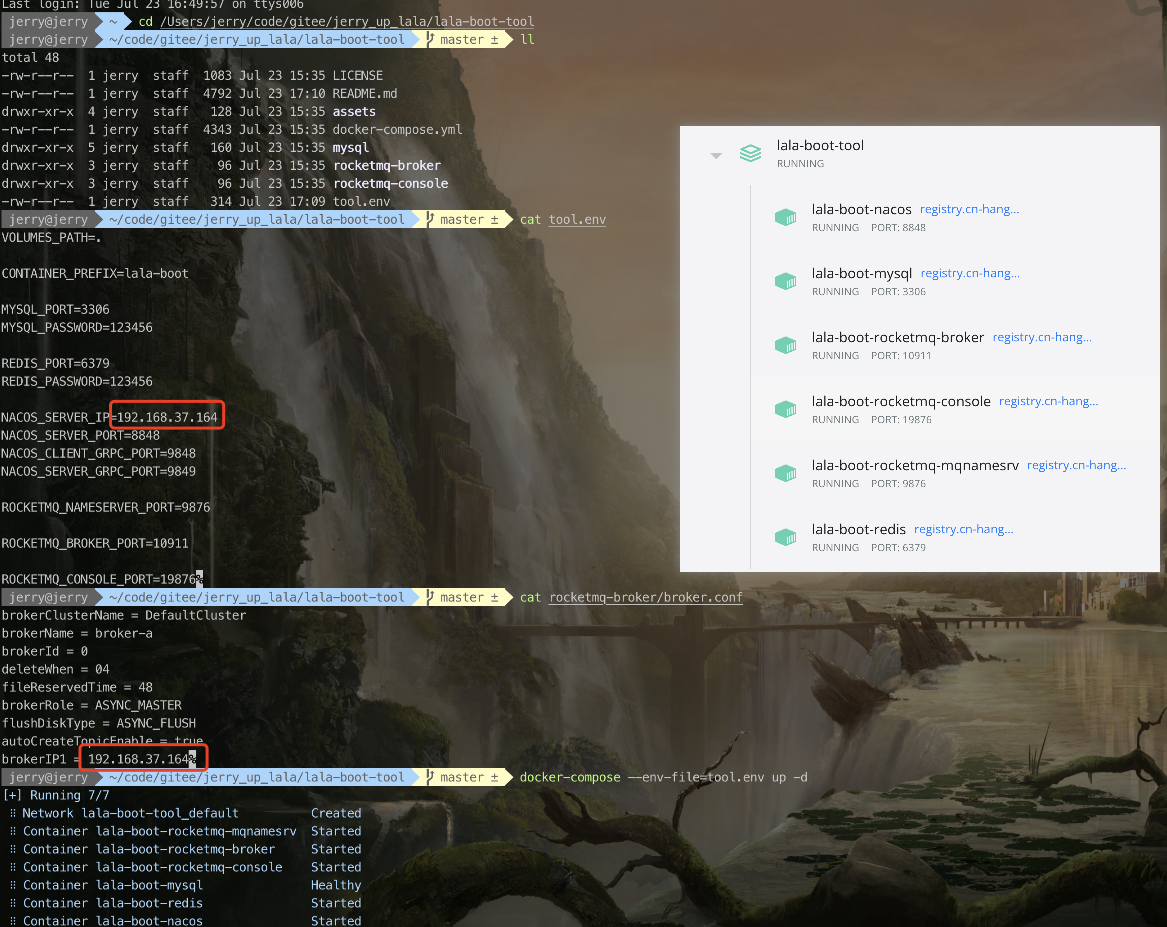 Last login: Tue Jul 23 16:49:57 on ttys006
jerry@jerry ~ cd /Users/jerry/code/gitee/jerry_up_lala/lala-boot-tool
jerry@jerry ~/code/gitee/jerry_up_lala/lala-boot-tool master ± ll
total 48
-rw-r--r-- 1 jerry staff 1083 Jul 23 15:35 LICENSE
-rw-r--r-- 1 jerry staff 4792 Jul 23 17:10 README.md
drwxr-xr-x 4 jerry staff 128 Jul 23 15:35 assets
-rw-r--r-- 1 jerry staff 4343 Jul 23 15:35 docker-compose.yml
drwxr-xr-x 5 jerry staff 160 Jul 23 15:35 mysql
drwxr-xr-x 3 jerry staff 96 Jul 23 15:35 rocketmq-broker
drwxr-xr-x 3 jerry staff 96 Jul 23 15:35 rocketmq-console
-rw-r--r-- 1 jerry staff 314 Jul 23 17:09 tool.env
jerry@jerry ~/code/gitee/jerry_up_lala/lala-boot-tool master ± cat tool.env
VOLUMES_PATH=.
CONTAINER_PREFIX=lala-boot
MYSQL_PORT=3306
MYSQL_PASSWORD=123456
REDIS_PORT=6379
REDIS_PASSWORD=123456
NACOS_SERVER_IP=192.168.37.164
NACOS_SERVER_PORT=8848
NACOS_CLIENT_GRPC_PORT=9848
NACOS_SERVER_GRPC_PORT=9849
ROCKETMQ_NAMESERVER_PORT=9876
ROCKETMQ_BROKER_PORT=10911
ROCKETMQ_CONSOLE_PORT=19876%
jerry@jerry ~/code/gitee/jerry_up_lala/lala-boot-tool master ± cat rocketmq-broker/broker.conf
brokerClusterName = DefaultCluster
brokerName = broker-a
brokerId = 0
deleteWhen = 04
fileReservedTime = 48
brokerRole = ASYNC_MASTER
flushDiskType = ASYNC_FLUSH
autoCreateTopicEnable = true
brokerIP1 = 192.168.37.164%
jerry@jerry ~/code/gitee/jerry_up_lala/lala-boot-tool master ± docker-compose --env-file=tool.env up -d
[+] Running 7/7
⠿ Network lala-boot-tool_default Created
⠿ Container lala-boot-rocketmq-mqnamesrv Started
⠿ Container lala-boot-rocketmq-broker Started
⠿ Container lala-boot-rocketmq-console Started
⠿ Container lala-boot-mysql Healthy
⠿ Container lala-boot-redis Started
⠿ Container lala-boot-nacos Started
lala-boot-tool
RUNNING
lala-boot-nacos registry.cn-hang...
RUNNING PORT: 8848
lala-boot-mysql registry.cn-hang...
RUNNING PORT: 3306
lala-boot-rocketmq-broker registry.cn-hang...
RUNNING PORT: 10911
lala-boot-rocketmq-console registry.cn-hang...
RUNNING PORT: 19876
lala-boot-rocketmq-mqnamesrv registry.cn-hang...
RUNNING PORT: 9876
lala-boot-redis registry.cn-hang...
RUNNING PORT: 6379